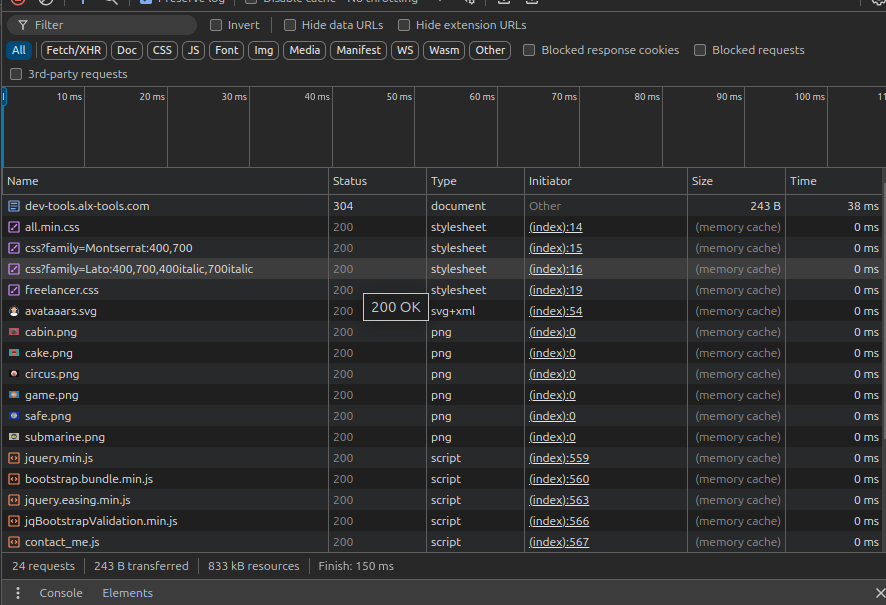 Preserve log Disable cache No throttling
Filter Invert Hide data URLs Hide extension URLs
All Fetch/XHR Doc CSS JS Font Img Media Manifest WS Wasm Other Blocked response cookies Blocked requests
3rd-party requests
10 ms 20 ms 30 ms 40 ms 50 ms 60 ms 70 ms 80 ms 90 ms 100 ms 11
Name Status Type Initiator Size Time
dev-tools.alx-tools.com 304 document Other 243 B 38 ms
all.min.css 200 stylesheet (index):14 (memory cache) 0 ms
css?family=Montserrat:400,700 200 stylesheet (index):15 (memory cache) 0 ms
css?family=Lato:400,700,400italic,700italic 200 stylesheet (index):16 (memory cache) 0 ms
freelancer.css 200 stylesheet (index):19 (memory cache) 0 ms
200 OK
avataaars.svg 200 svg+xml (index):54 (memory cache) 0 ms
cabin.png 200 png (index):0 (memory cache) 0 ms
cake.png 200 png (index):0 (memory cache) 0 ms
circus.png 200 png (index):0 (memory cache) 0 ms
game.png 200 png (index):0 (memory cache) 0 ms
safe.png 200 png (index):0 (memory cache) 0 ms
submarine.png 200 png (index):0 (memory cache) 0 ms
jquery.min.js 200 script (index):559 (memory cache) 0 ms
bootstrap.bundle.min.js 200 script (index):560 (memory cache) 0 ms
jquery.easing.min.js 200 script (index):563 (memory cache) 0 ms
jqBootstrapValidation.min.js 200 script (index):566 (memory cache) 0 ms
contact_me.js 200 script (index):567 (memory cache) 0 ms
24 requests 243 B transferred 833 kB resources Finish: 150 ms
Console Elements